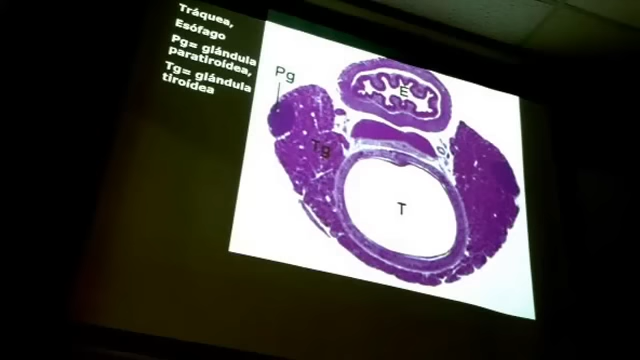 Tráquea,
Esófago
Pg= glándula
paratiroídea,
Tg= glándula
tiroídea
Pg
E
Tg
T